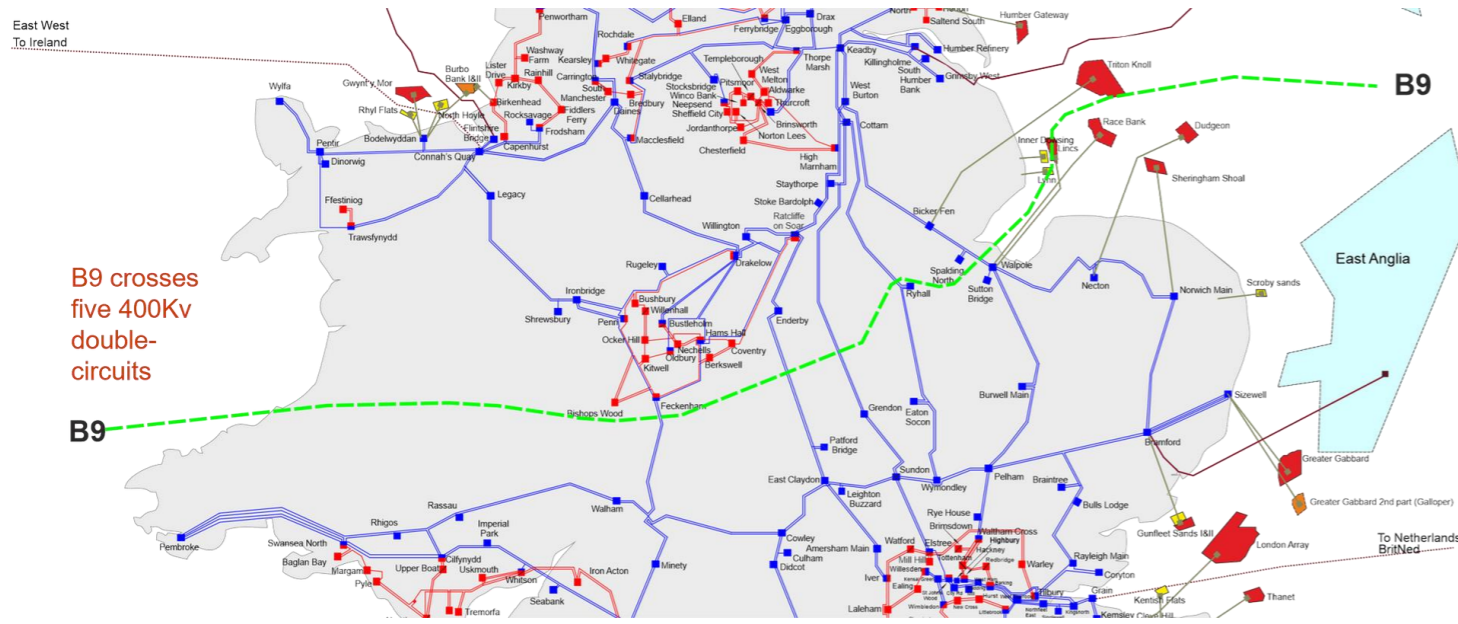 East West
To Ireland
Penwortham
Elland
Ferrybridge
Drax
Eggborough
North
Saltend South
Humber Gateway
Rochdale
Washway
Farm
Kearsley
Whitegate
Keadby
Humber Refinery
Killingholme
South
Humber
Bank
Grimsby West
Thorpe
Marsh
Templeborough
West
Melton
Aldwarke
Thurcroft
Brinsworth
Norton Lees
Pitsmoor
Stocksbridge
Winco Bank
Neepsend
Sheffield City
Jordanthorpe
Chesterfield
High
Marnham
West
Burton
Cottam
Triton Knoll
B9
Wylfa
Gwynt y Mor
Burbo
Bank I&II
Lister
Drive
Rainhill
Kirkby
Carrington
Stalybridge
South
Manchester
Bredbury
Daines
Birkenhead
Rocksavage
Fiddlers
Ferry
Frodsham
Capenhurst
Rhyl Flats
North Hoyle
Flintshire
Bridge
Bodelwyddan
Connah's Quay
Pentir
Dinorwig
Macclesfield
Race Bank
Dudgeon
Inner Dowsing
Lincs
Lynn
Sheringham Shoal
Legacy
Cellarhead
Staythorpe
Stoke Bardolph
Ratcliffe
on Soar
Willington
Drakelow
Bicker Fen
Ffestiniog
Trawsfynydd
Rugeley
Spalding
North
Walpole
Sutton
Bridge
Necton
Norwich Main
Scroby sands
East Anglia
B9 crosses
five 400Kv
double-
circuits
Ironbridge
Shrewsbury
Penn
Bushbury
Willenhall
Bustleholm
Ocker Hill
Hams Hall
Nechells
Oldbury
Coventry
Kitwell
Berkswell
Enderby
Ryhall
B9
Bishops Wood
Feckenham
Grendon
Eaton
Socon
Burwell Main
Sizewell
Bramford
Patford
Bridge
East Claydon
Leighton
Buzzard
Sundon
Wymondley
Pelham
Braintree
Bulls Lodge
Greater Gabbard
Greater Gabbard 2nd part (Galloper)
Gunfleet Sands I&II
London Array
To Netherlands
BritNed
Walham
Rassau
Rhigos
Imperial
Park
Pembroke
Swansea North
Baglan Bay
Margam
Pyle
Cilfynydd
Upper Boat
Uskmouth
Whitson
Iron Acton
Tremorfa
Seabank
Minety
Cowley
Culham
Didcot
Amersham Main
Iver
Laleham
Rye House
Brimsdown
Waltham Cross
Watford
Elstree
Highbury
Hackney
Tottenham
Redbridge
Mill Hill
Willesden
Ealing
Wimbledon
New Cross
Hurst
Littlebrook
Warley
Rayleigh Main
Coryton
Tilbury
Grain
Kingsnorth
Kentish Flats
Thanet